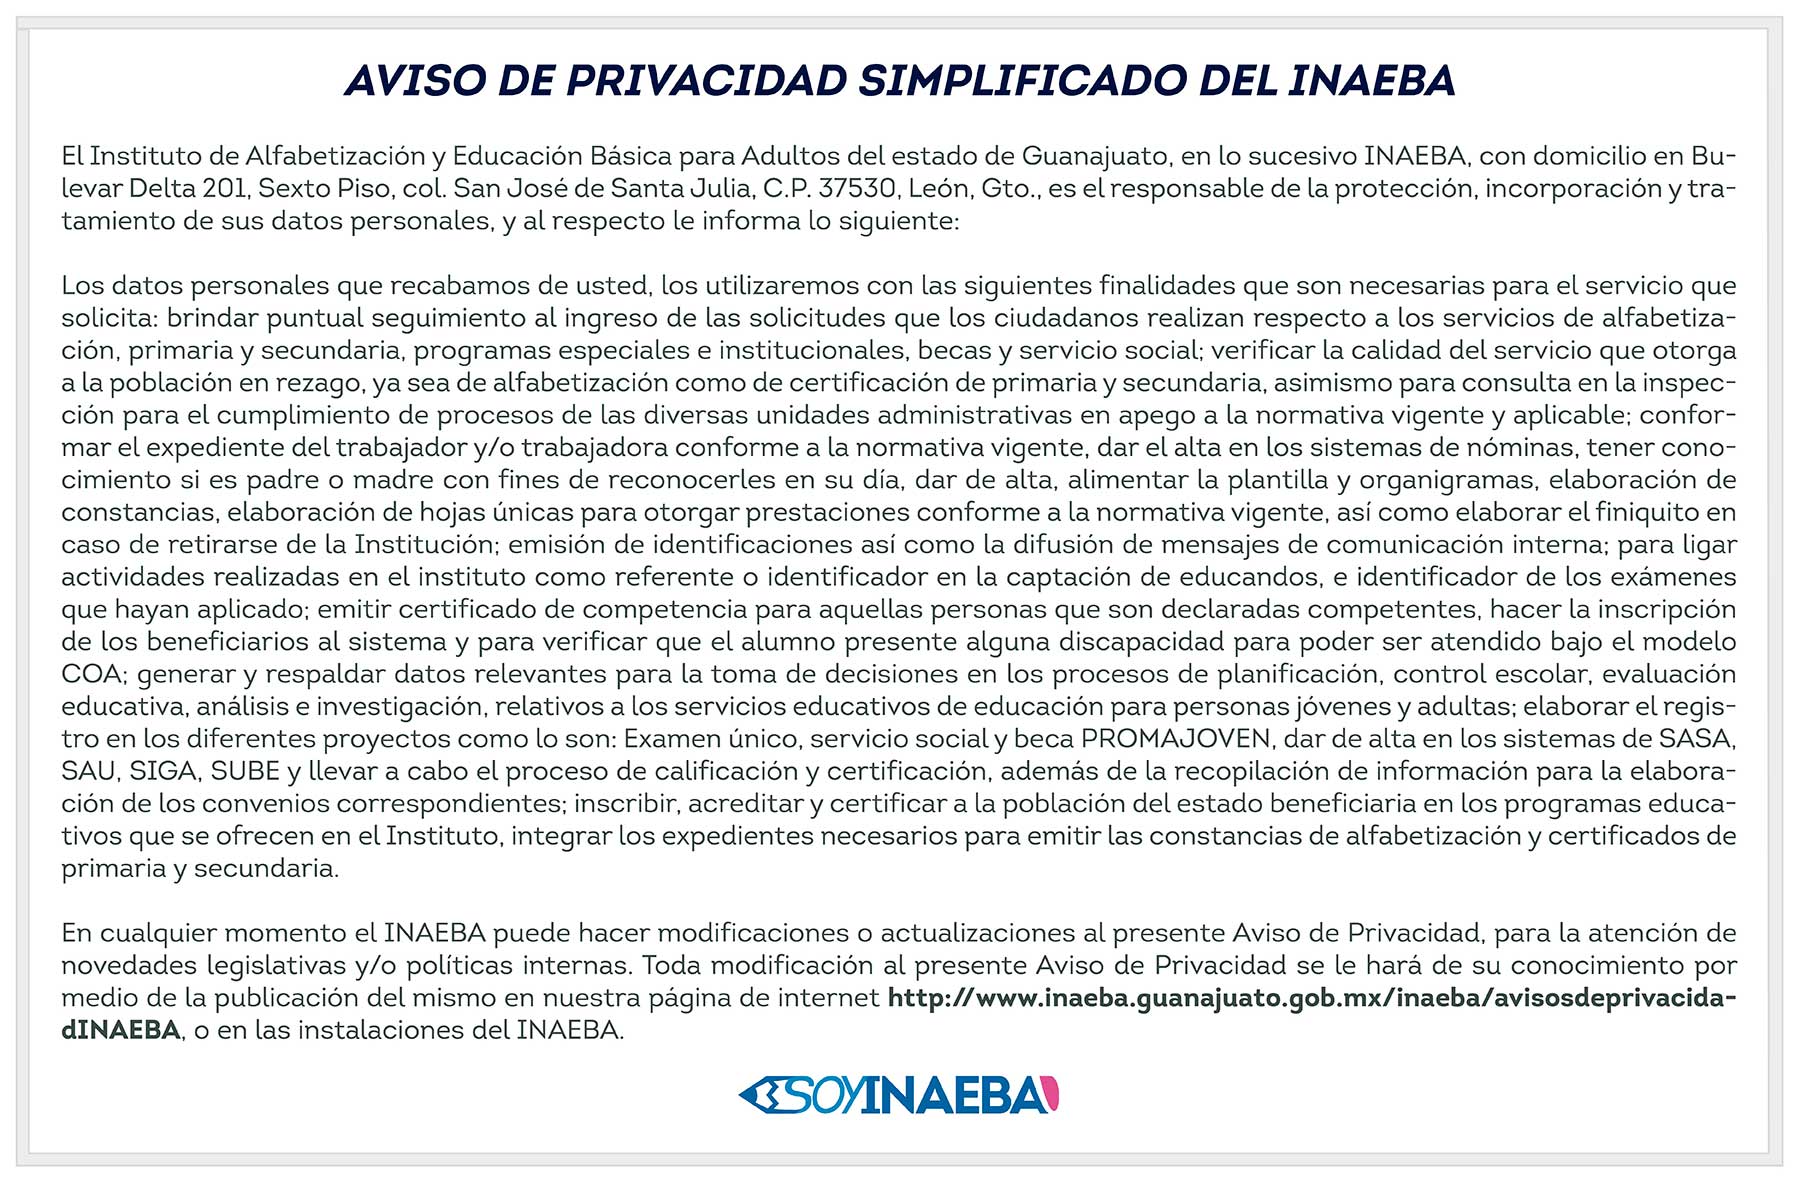 AVISO DE PRIVACIDAD SIMPLIFICADO DEL INAEBA
El Instituto de Alfabetización y Educación Básica para Adultos del estado de Guanajuato, en lo sucesivo INAEBA, con domicilio en Bu-
levar Delta 201, Sexto Piso, col. San José de Santa Julia, C.P. 37530, León, Gto., es el responsable de la protección, incorporación y tra-
tamiento de sus datos personales, y al respecto le informa lo siguiente:
Los datos personales que recabamos de usted, los utilizaremos con las siguientes finalidades que son necesarias para el servicio que
solicita: brindar puntual seguimiento al ingreso de las solicitudes que los ciudadanos realizan respecto a los servicios de alfabetiza-
ción, primaria y secundaria, programas especiales e institucionales, becas y servicio social; verificar la calidad del servicio que otorga
a la población en rezago, ya sea de alfabetización como de certificación de primaria y secundaria, asimismo para consulta en la inspec-
ción para el cumplimiento de procesos de las diversas unidades administrativas en apego a la normativa vigente y aplicable; confor-
mar el expediente del trabajador y/o trabajadora conforme a la normativa vigente, dar el alta en los sistemas de nóminas, tener cono-
cimiento si es padre o madre con fines de reconocerles en su día, dar de alta, alimentar la plantilla y organigramas, elaboración de
constancias, elaboración de hojas únicas para otorgar prestaciones conforme a la normativa vigente, así como elaborar el finiquito en
caso de retirarse de la Institución; emisión de identificaciones así como la difusión de mensajes de comunicación interna; para ligar
actividades realizadas en el instituto como referente o identificador en la captación de educandos, e identificador de los exámenes
que hayan aplicado; emitir certificado de competencia para aquellas personas que son declaradas competentes, hacer la inscripción
de los beneficiarios al sistema y para verificar que el alumno presente alguna discapacidad para poder ser atendido bajo el modelo
COA; generar y respaldar datos relevantes para la toma de decisiones en los procesos de planificación, control escolar, evaluación
educativa, análisis e investigación, relativos a los servicios educativos de educación para personas jóvenes y adultas; elaborar el regis-
tro en los diferentes proyectos como lo son: Examen único, servicio social y beca PROMAJOVEN, dar de alta en los sistemas de SASA,
SAU, SIGA, SUBE y llevar a cabo el proceso de calificación y certificación, además de la recopilación de información para la elabora-
ción de los convenios correspondientes; inscribir, acreditar y certificar a la población del estado beneficiaria en los programas educa-
tivos que se ofrecen en el Instituto, integrar los expedientes necesarios para emitir las constancias de alfabetización y certificados de
primaria y secundaria.
En cualquier momento el INAEBA puede hacer modificaciones o actualizaciones al presente Aviso de Privacidad, para la atención de
novedades legislativas y/o políticas internas. Toda modificación al presente Aviso de Privacidad se le hará de su conocimiento por
medio de la publicación del mismo en nuestra página de internet http://www.inaeba.guanajuato.gob.mx/inaeba/avisosdeprivacida-
dINAEBA, o en las instalaciones del INAEBA.
SOYINAEBA